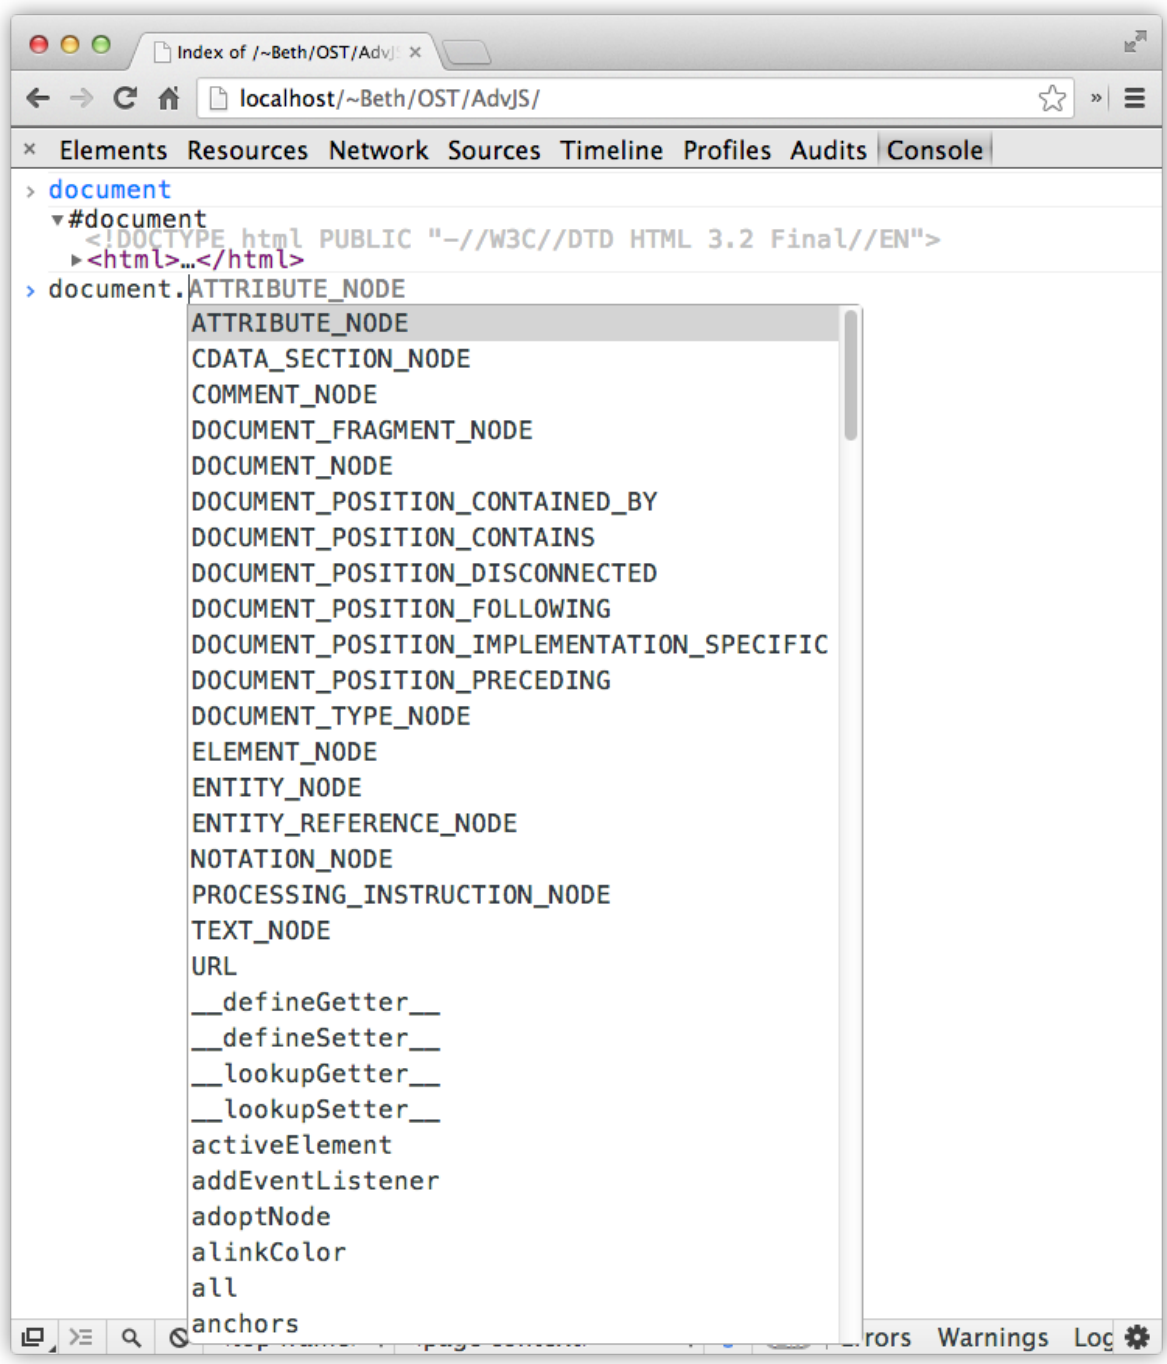 Index of /~Beth/OST/AdvJS
localhost/~Beth/OST/AdvJS/
Elements Resources Network Sources Timeline Profiles Audits Console
> document
▼#document
<!DOCTYPE html PUBLIC "-//W3C//DTD HTML 3.2 Final//EN">
▶<html>…</html>
> document.ATTRIBUTE_NODE
ATTRIBUTE_NODE
CDATA_SECTION_NODE
COMMENT_NODE
DOCUMENT_FRAGMENT_NODE
DOCUMENT_NODE
DOCUMENT_POSITION_CONTAINED_BY
DOCUMENT_POSITION_CONTAINS
DOCUMENT_POSITION_DISCONNECTED
DOCUMENT_POSITION_FOLLOWING
DOCUMENT_POSITION_IMPLEMENTATION_SPECIFIC
DOCUMENT_POSITION_PRECEDING
DOCUMENT_TYPE_NODE
ELEMENT_NODE
ENTITY_NODE
ENTITY_REFERENCE_NODE
NOTATION_NODE
PROCESSING_INSTRUCTION_NODE
TEXT_NODE
URL
__defineGetter__
__defineSetter__
__lookupGetter__
__lookupSetter__
activeElement
addEventListener
adoptNode
alinkColor
all
anchors
Warnings Log